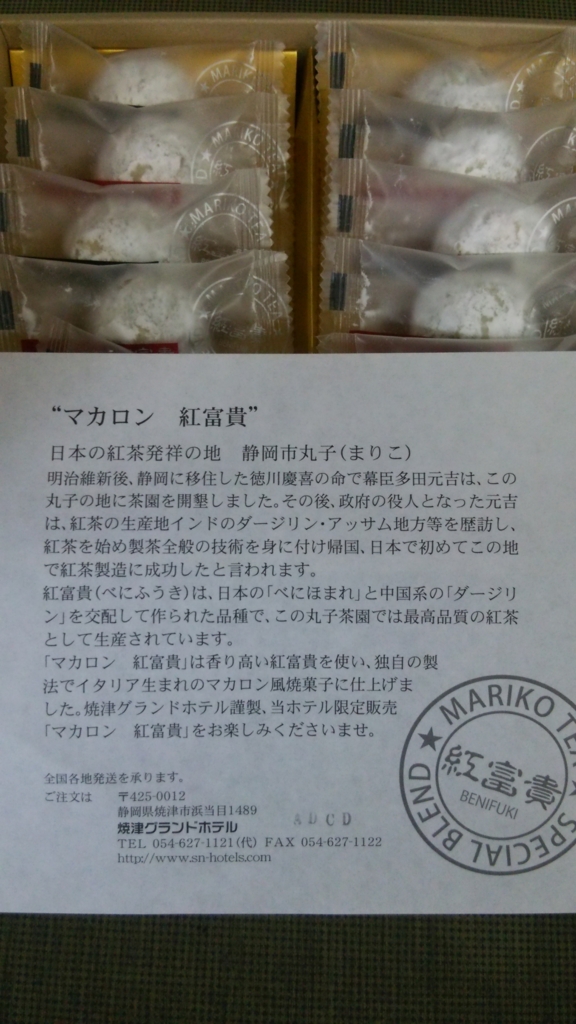 MARIKO
MARIKO TEA
MARIKO TEA
“マカロン 紅富貴”
日本の紅茶発祥の地 静岡市丸子(まりこ)
明治維新後、静岡に移住した徳川慶喜の命で幕臣多田元吉は、この
丸子の地に茶園を開墾しました。その後、政府の役人となった元吉
は、紅茶の生産地インドのダージリン・アッサム地方等を歴訪し、
紅茶を始め製茶全般の技術を身に付け帰国、日本で初めてこの地
で紅茶製造に成功したと言われます。
紅富貴(べにふうき)は、日本の「べにほまれ」と中国系の「ダージリ
ン」を交配して作られた品種で、この丸子茶園では最高品質の紅茶
として生産されています。
「マカロン 紅富貴」は香り高い紅富貴を使い、独自の製
法でイタリア生まれのマカロン風焼菓子に仕上げま
した。焼津グランドホテル謹製、当ホテル限定販売
「マカロン 紅富貴」をお楽しみくださいませ。
全国各地発送を承ります。
ご注文は 〒425-0012
静岡県焼津市浜当目1489
焼津グランドホテル
TEL 054-627-1121(代) FAX 054-627-1122
http://www.sn-hotels.com
ADCD
MARIKO TEA SPECIAL BLEND
紅富貴
BENIFUKI